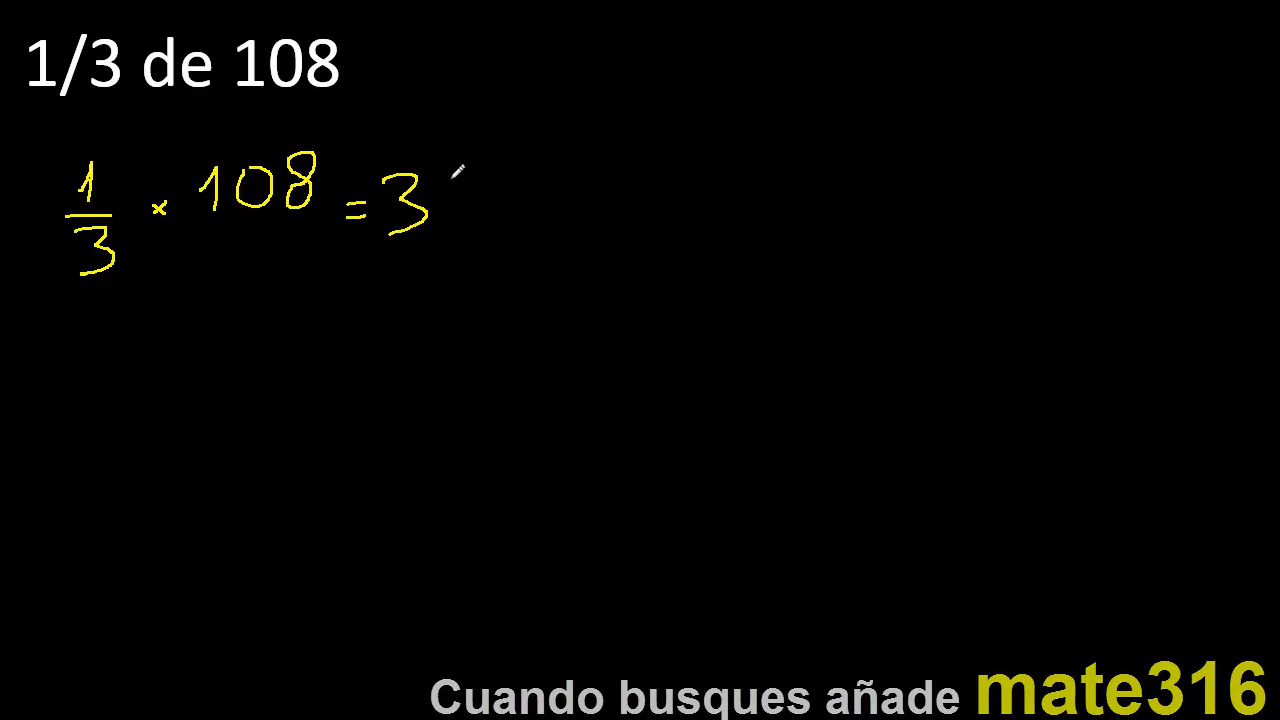 1/3 de 108
1/3 × 108 = 3
Cuando busques añade mate316